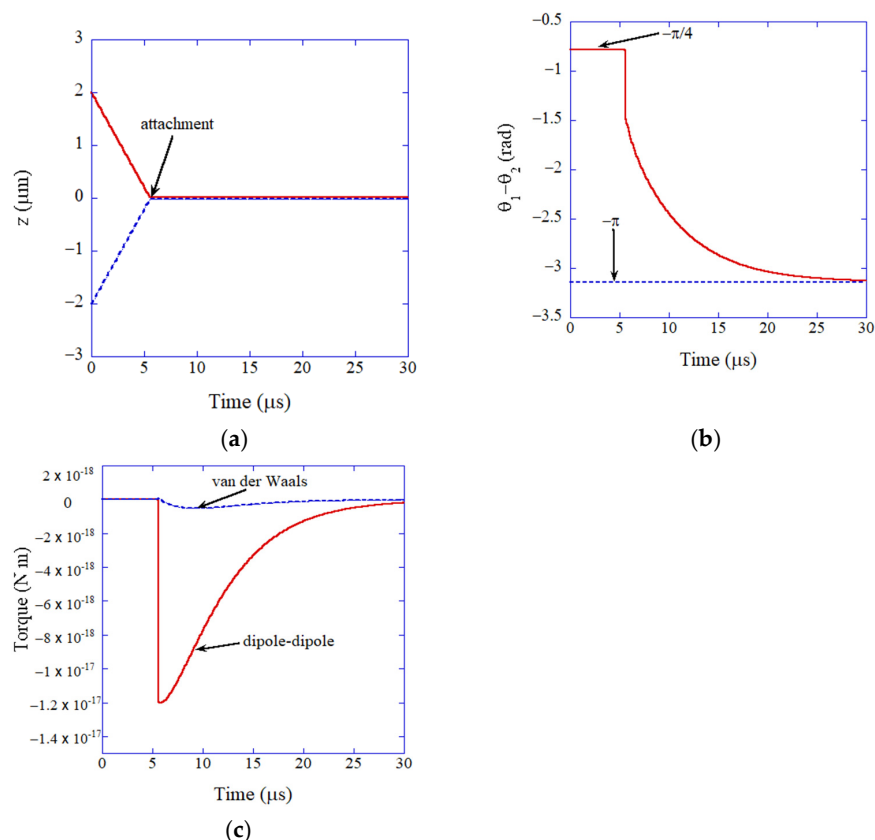 3
2
1
0
−1
−2
−3
z (μm)
attachment
0 5 10 15 20 25 30
Time (μs)
(a)
−0.5
−1
−1.5
−2
−2.5
−3
−3.5
θ₁−θ₂ (rad)
−π/4
−π
0 5 10 15 20 25 30
Time (μs)
(b)
2 x 10⁻¹⁸
0
−2 x 10⁻¹⁸
−4 x 10⁻¹⁸
−6 x 10⁻¹⁸
−8 x 10⁻¹⁸
−1 x 10⁻¹⁷
−1.2 x 10⁻¹⁷
−1.4 x 10⁻¹⁷
Torque (N m)
van der Waals
dipole-dipole
0 5 10 15 20 25 30
Time (μs)
(c)